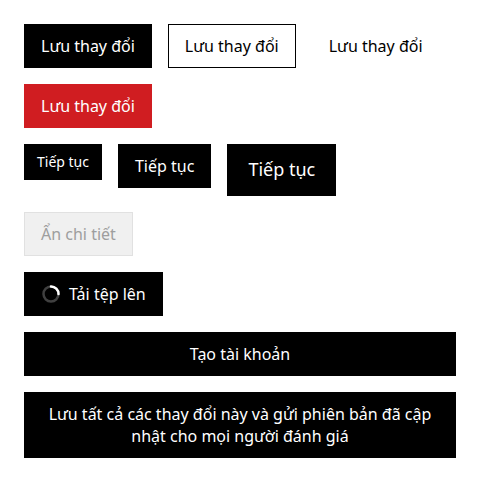 Lưu thay đổi
Lưu thay đổi
Lưu thay đổi
Lưu thay đổi
Tiếp tục
Tiếp tục
Tiếp tục
Ẩn chi tiết
Tải tệp lên
Tạo tài khoản
Lưu tất cả các thay đổi này và gửi phiên bản đã cập
nhật cho mọi người đánh giá